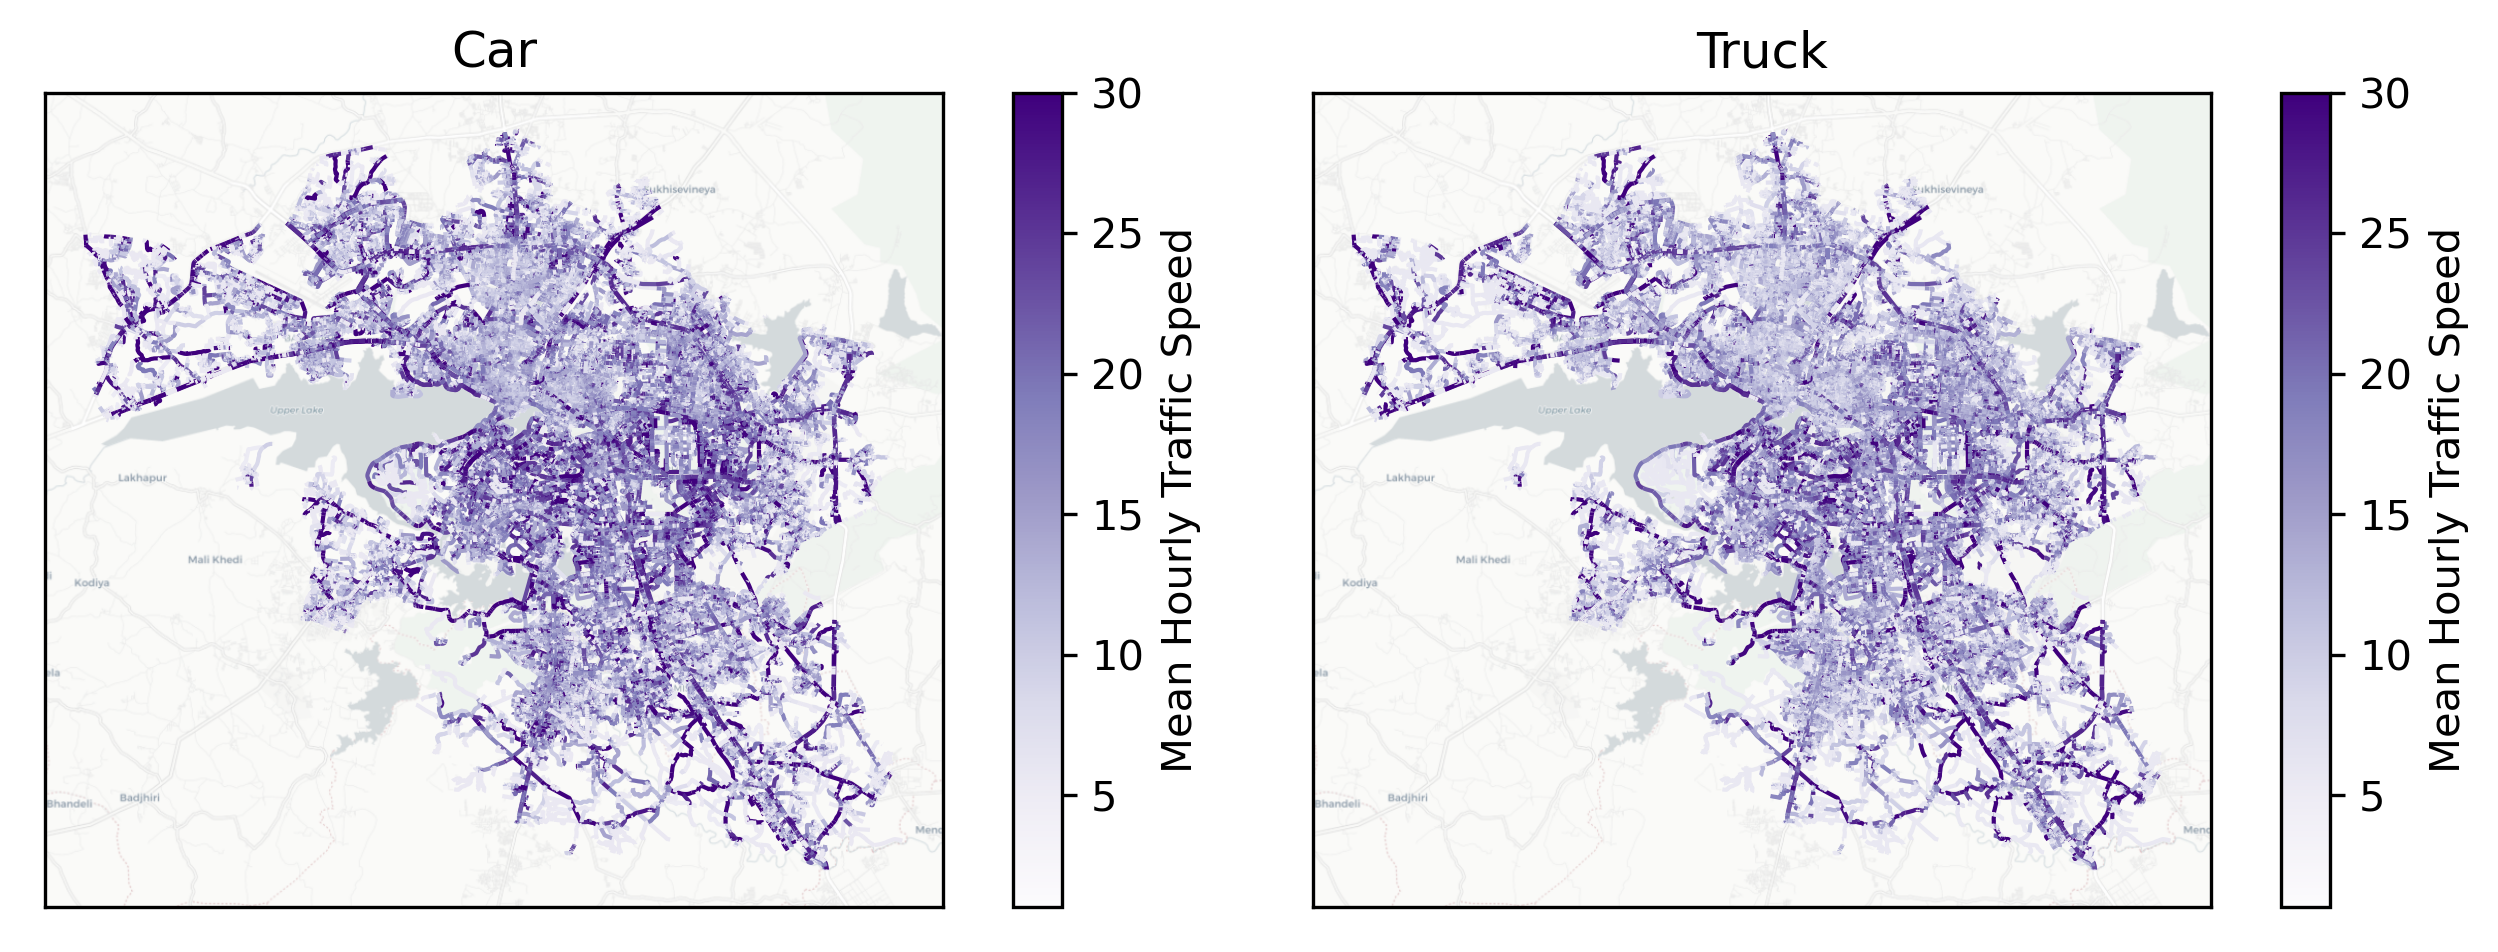 Car
ukhisevineya
Upper Lake
Lakhapur
Mali Khedi
Kodiya
Badjhiri
Bhandeli
30
25
20
15
10
5
Mean Hourly Traffic Speed
Truck
ukhisevineya
Upper Lake
Lakhapur
Mali Khedi
Kodiya
Badjhiri
Bhandeli
30
25
20
15
10
5
Mean Hourly Traffic Speed